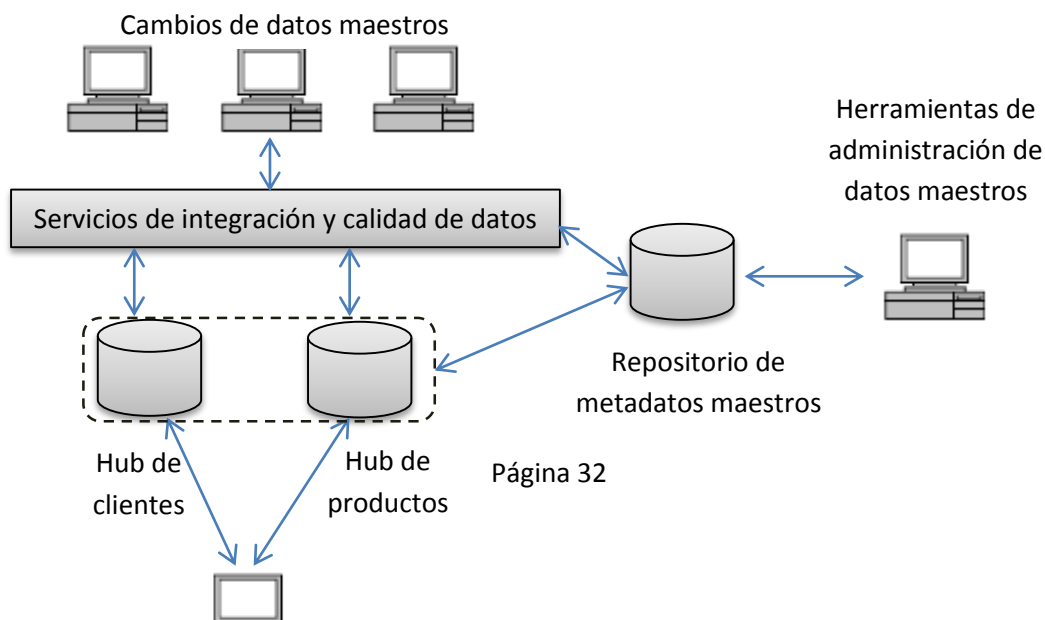 Cambios de datos maestros
Herramientas de
administración de
datos maestros
Servicios de integración y calidad de datos
Repositorio de
metadatos maestros
Hub de
clientes
Hub de
productos
Página 32